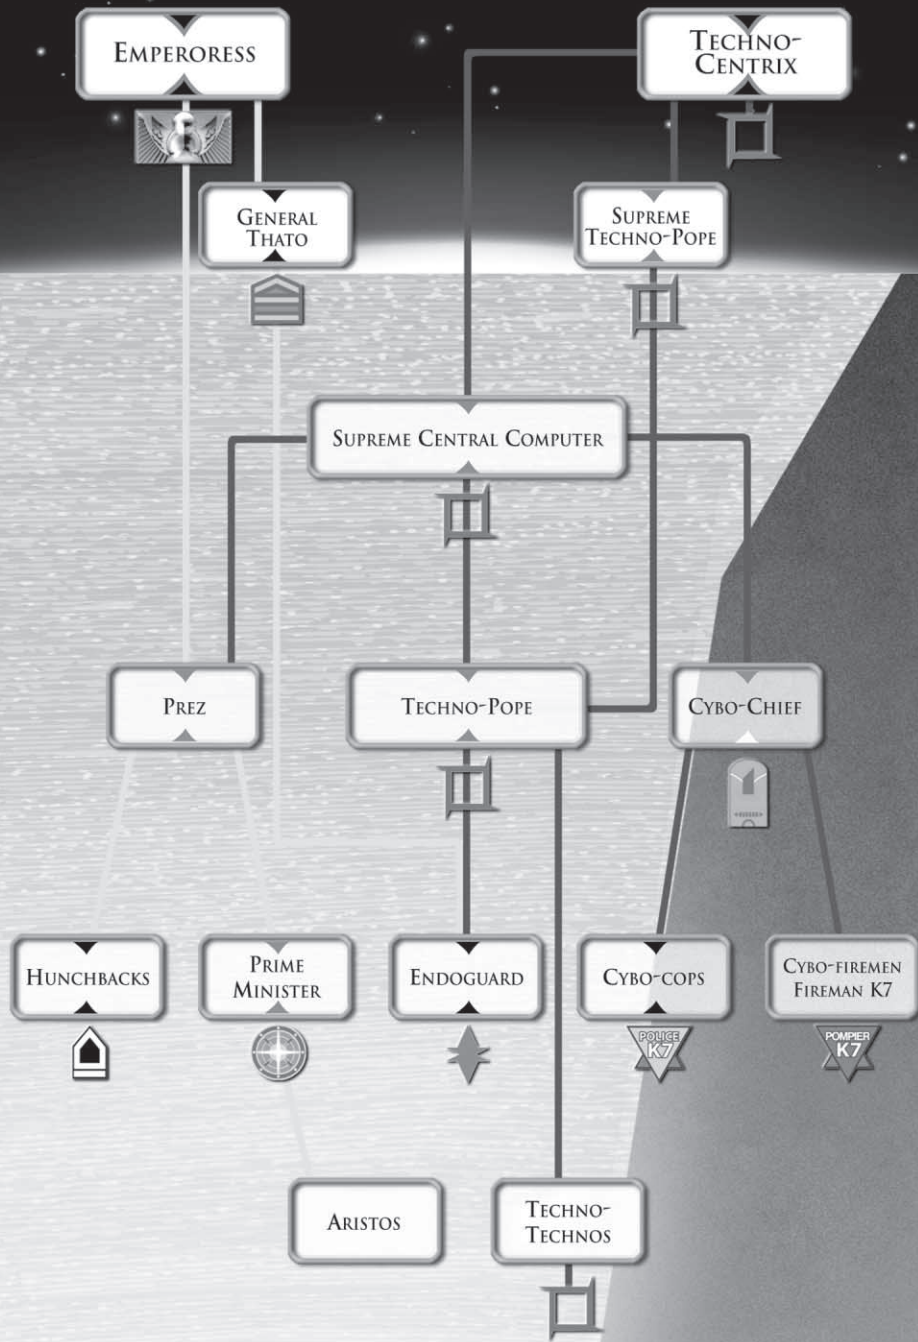 EMPERORESS
TECHNO-
CENTRIX
GENERAL
THATO
SUPREME
TECHNO-POPE
SUPREME CENTRAL COMPUTER
PREZ
TECHNO-POPE
CYBO-CHIEF
HUNCHBACKS
PRIME
MINISTER
ENDOGUARD
CYBO-COPS
CYBO-FIREMEN
FIREMAN K7
POLICE
K7
POMPIER
K7
ARISTOS
TECHNO-
TECHNOS